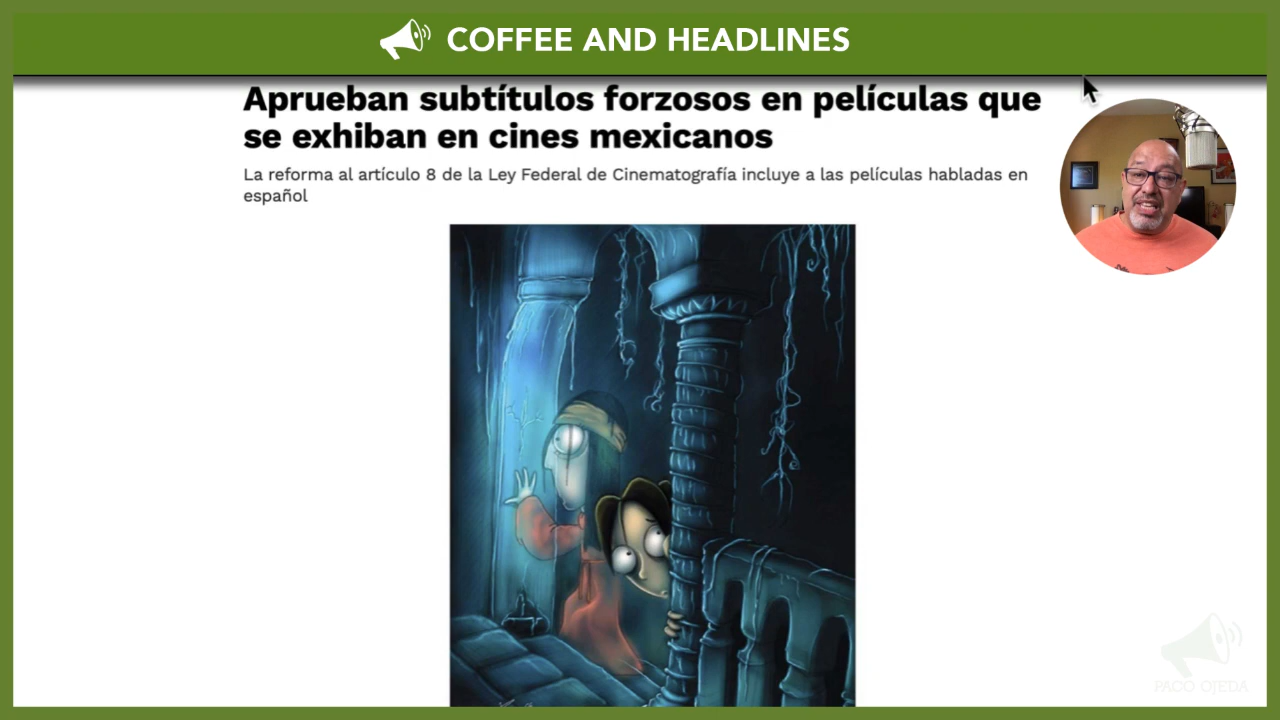 COFFEE AND HEADLINES
Aprueban subtítulos forzosos en películas que
se exhiban en cines mexicanos
La reforma al artículo 8 de la Ley Federal de Cinematografía incluye a las películas habladas en
español
PACO OJEDA